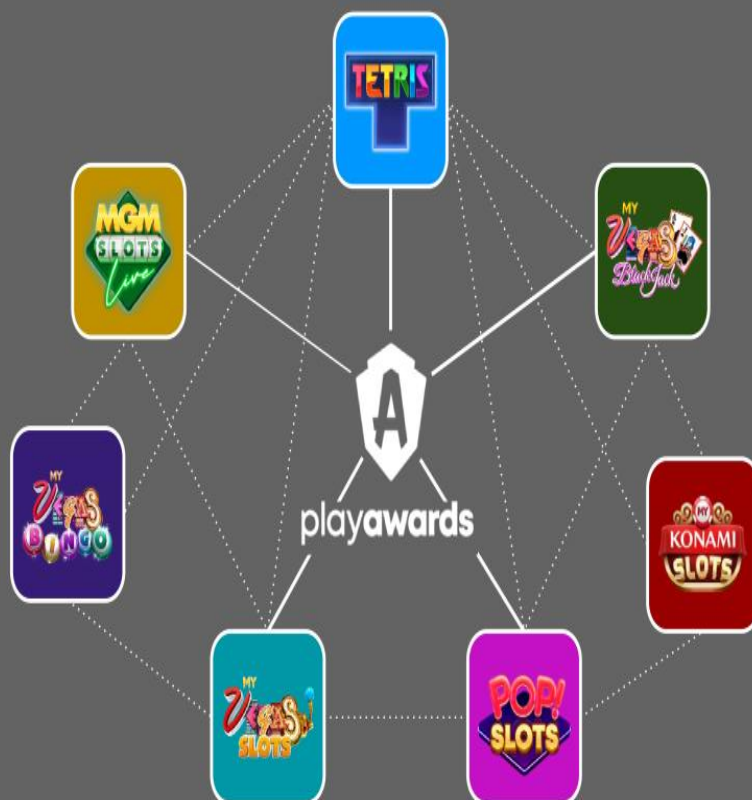 TETRIS
MGM
SLOTS
Live
MY
VEGAS
BlackJack
A
playawards
MY
VEGAS
BINGO
MY
KONAMI
SLOTS
MY
VEGAS
SLOTS
POP!
SLOTS